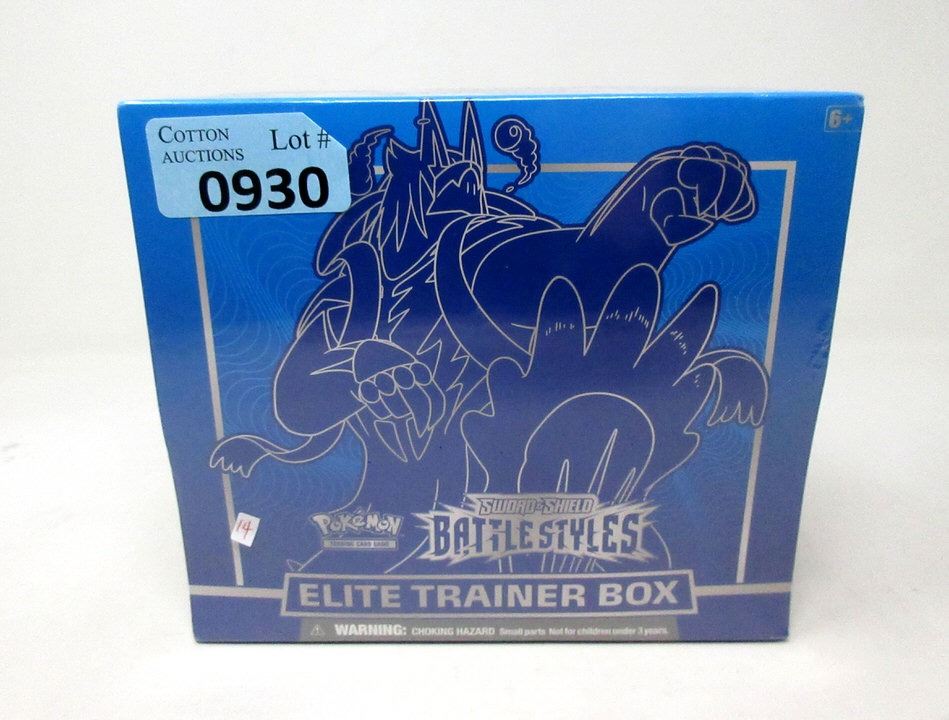 COTTON AUCTIONS Lot #
0930
6+
14
POKÉMON
TRADING CARD GAME
SWORD & SHIELD
BATTLE STYLES
ELITE TRAINER BOX
WARNING: CHOKING HAZARD Small parts Not for children under 3 years.